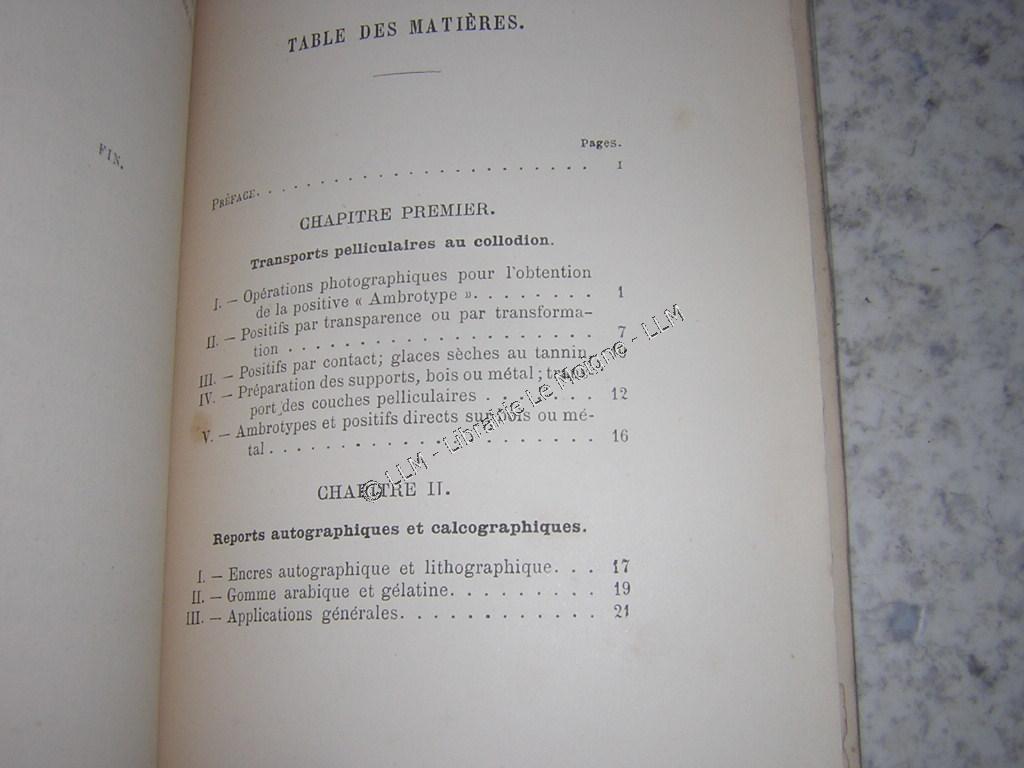 FIN.
TABLE DES MATIÈRES.
Pages.
PRÉFACE. . . . . . . . . . . . . . . . . . . . . . . . 1
CHAPITRE PREMIER.
Transports pelliculaires au collodion.
I. — Opérations photographiques pour l'obtention
de la positive « Ambrotype ». . . . . . . . 1
II. — Positifs par transparence ou par transforma-
tion . . . . . . . . . . . . . . . . . . . . 7
III. — Positifs par contact; glaces sèches au tannin.
IV. — Préparation des supports, bois ou métal; trans-
port des couches pelliculaires . . . . . . . 12
V. — Ambrotypes et positifs directs sur bois ou mé-
tal. . . . . . . . . . . . . . . . . . . . . 16
CHAPITRE II.
Reports autographiques et calcographiques.
I. — Encres autographique et lithographique. . . 17
II. — Gomme arabique et gélatine. . . . . . . . . 19
III. — Applications générales. . . . . . . . . . . . 21
© LLM - Librairie Le Moigne - LLM